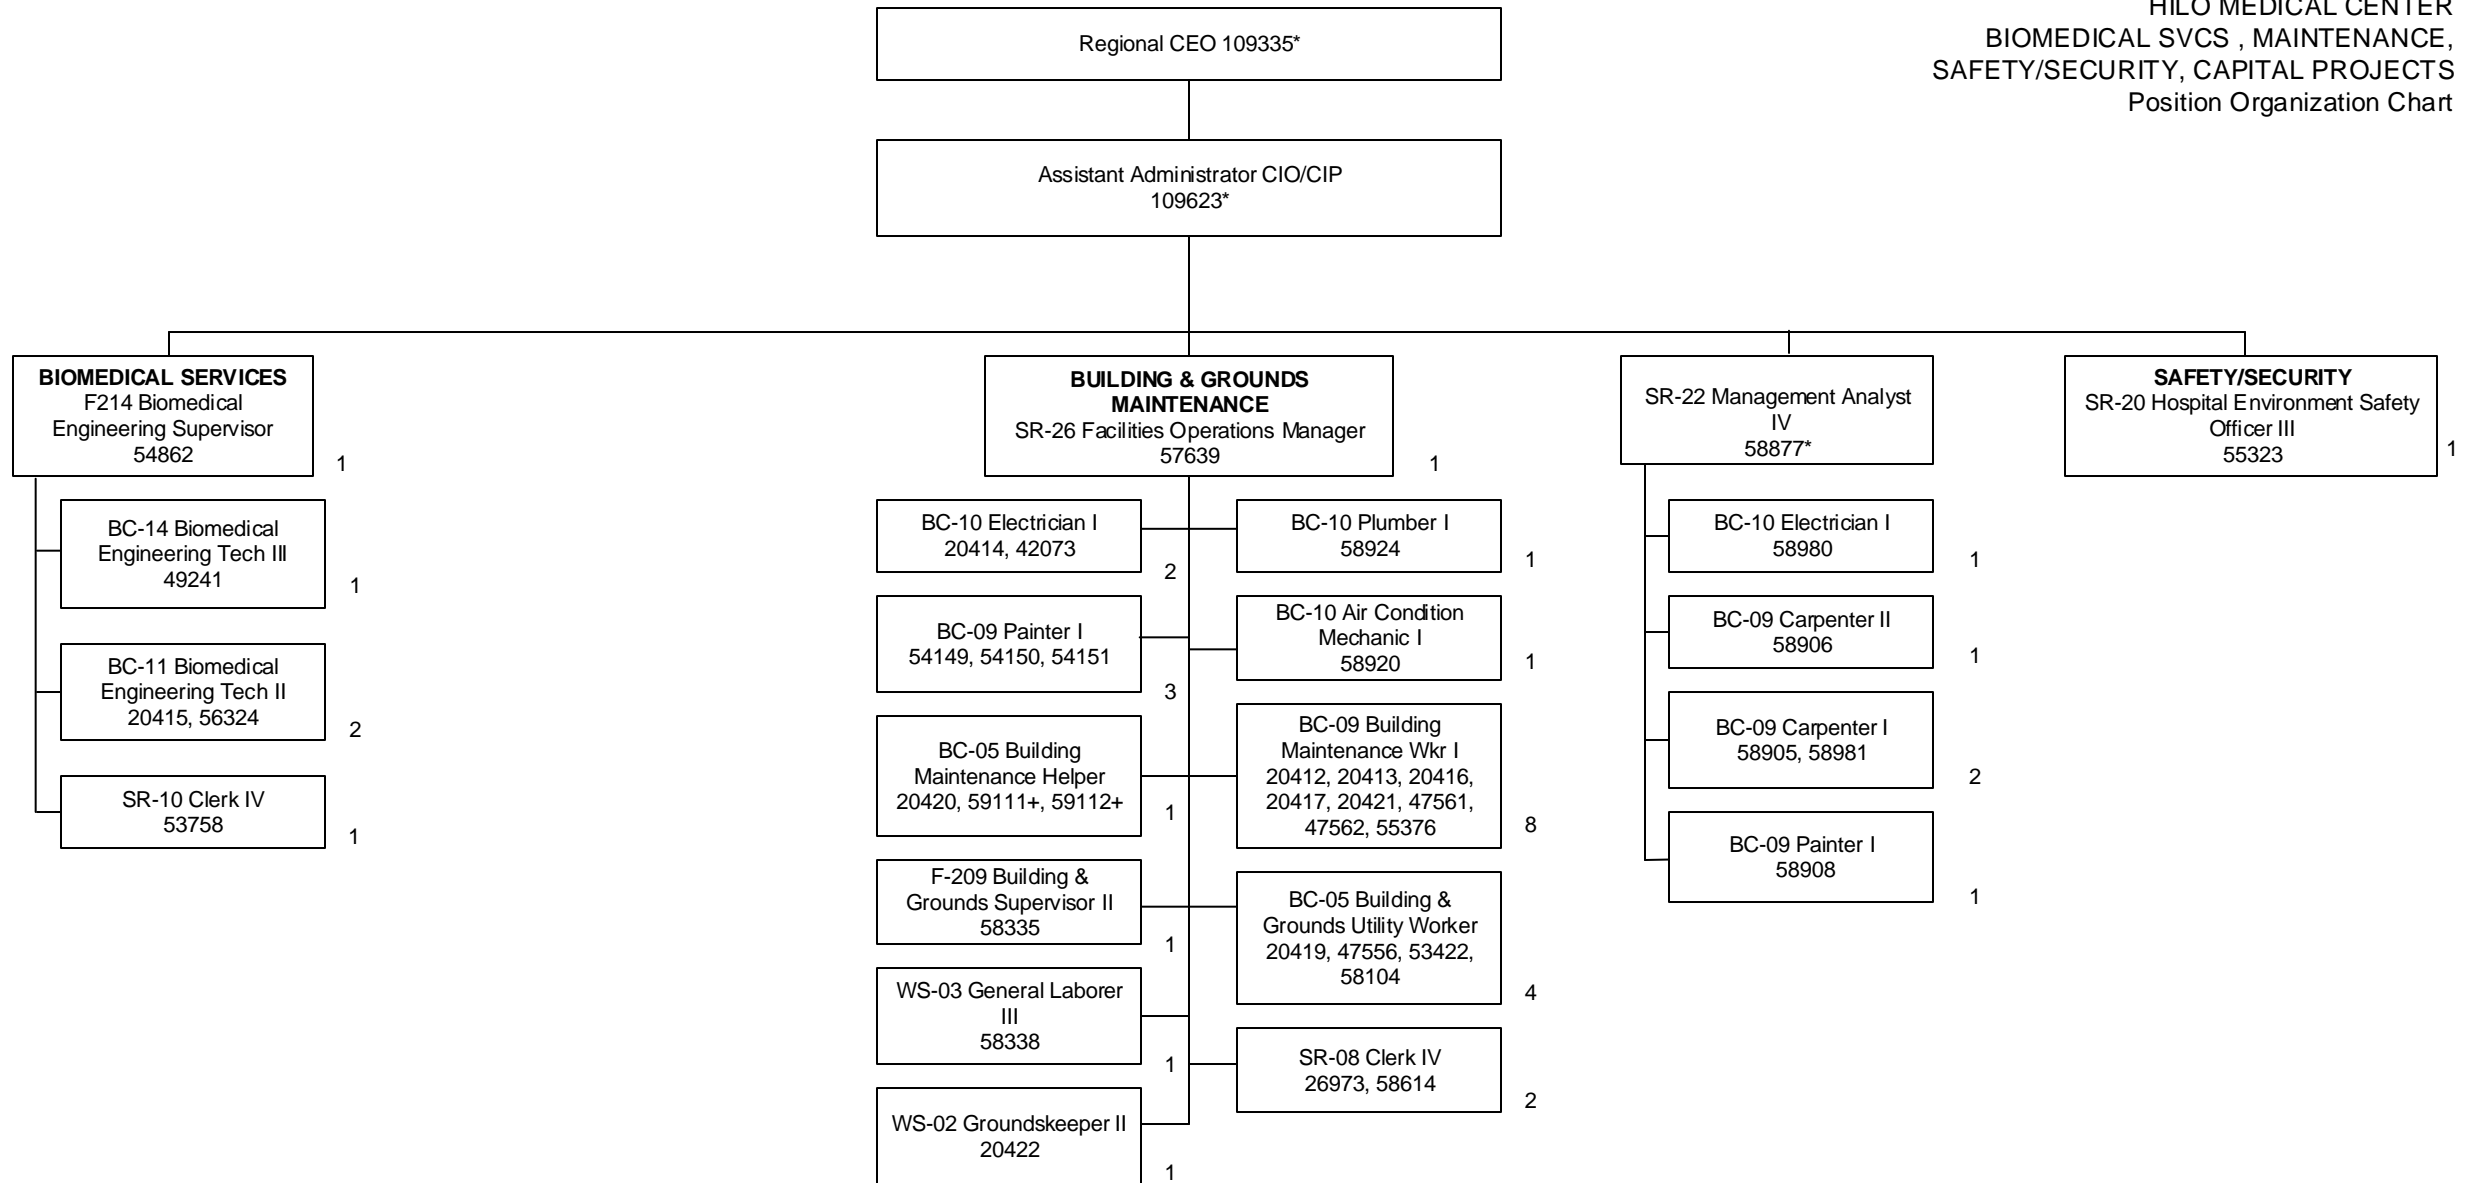 HILO MEDICAL CENTER
BIOMEDICAL SVCS , MAINTENANCE,
SAFETY/SECURITY, CAPITAL PROJECTS
Position Organization Chart
Regional CEO 109335*
Assistant Administrator CIO/CIP
109623*
BIOMEDICAL SERVICES
F214 Biomedical
Engineering Supervisor
54862
1
BC-14 Biomedical
Engineering Tech III
49241
1
BC-11 Biomedical
Engineering Tech II
20415, 56324
2
SR-10 Clerk IV
53758
1
BUILDING & GROUNDS
MAINTENANCE
SR-26 Facilities Operations Manager
57639
1
BC-10 Electrician I
20414, 42073
2
BC-09 Painter I
54149, 54150, 54151
3
BC-05 Building
Maintenance Helper
20420, 59111+, 59112+
1
F-209 Building &
Grounds Supervisor II
58335
1
WS-03 General Laborer
III
58338
1
WS-02 Groundskeeper II
20422
1
BC-10 Plumber I
58924
1
BC-10 Air Condition
Mechanic I
58920
1
BC-09 Building
Maintenance Wkr I
20412, 20413, 20416,
20417, 20421, 47561,
47562, 55376
8
BC-05 Building &
Grounds Utility Worker
20419, 47556, 53422,
58104
4
SR-08 Clerk IV
26973, 58614
2
SR-22 Management Analyst
IV
58877*
BC-10 Electrician I
58980
1
BC-09 Carpenter II
58906
1
BC-09 Carpenter I
58905, 58981
2
BC-09 Painter I
58908
1
SAFETY/SECURITY
SR-20 Hospital Environment Safety
Officer III
55323
1